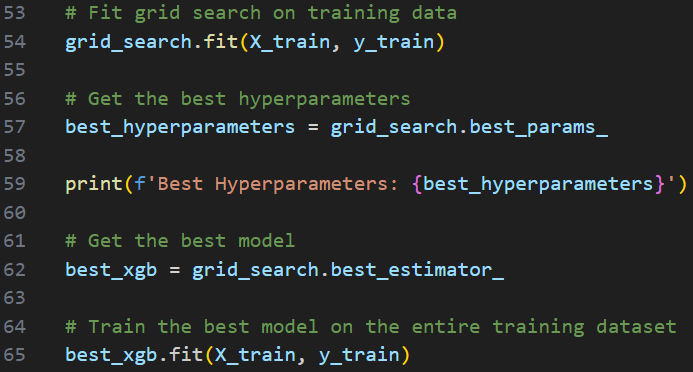 53 # Fit grid search on training data
54 grid_search.fit(X_train, y_train)
55
56 # Get the best hyperparameters
57 best_hyperparameters = grid_search.best_params_
58
59 print(f'Best Hyperparameters: {best_hyperparameters}')
60
61 # Get the best model
62 best_xgb = grid_search.best_estimator_
63
64 # Train the best model on the entire training dataset
65 best_xgb.fit(X_train, y_train)